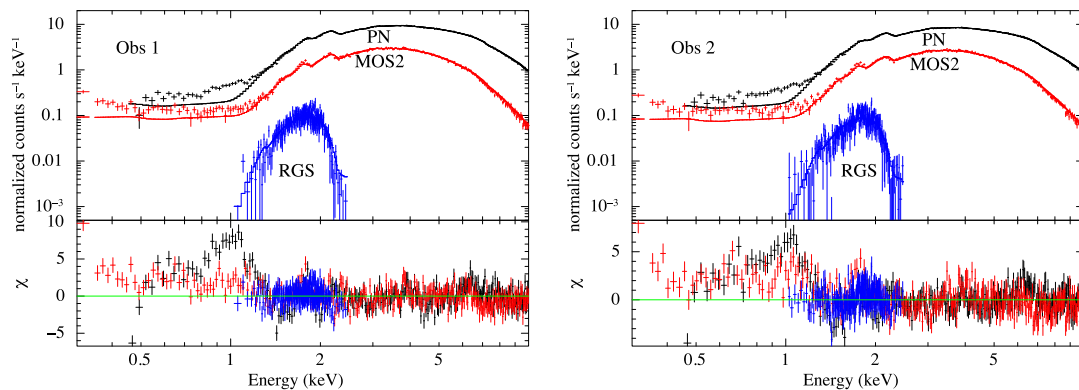 Obs 1
PN
MOS2
RGS
normalized counts s⁻¹ keV⁻¹
10
1
0.1
0.01
10⁻³
χ
10
5
0
−5
0.5
1
2
5
Energy (keV)
Obs 2
PN
MOS2
RGS
normalized counts s⁻¹ keV⁻¹
10
1
0.1
0.01
10⁻³
χ
5
0
0.5
1
2
5
Energy (keV)